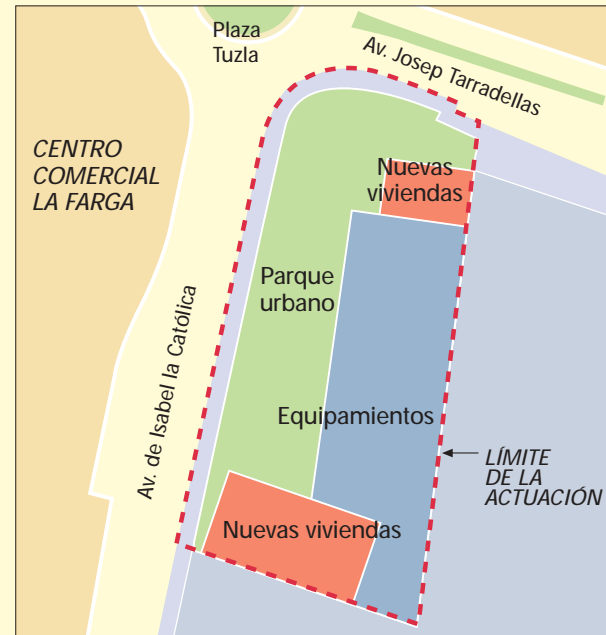 Plaza
Tuzla
Av. Josep Tarradellas
CENTRO
COMERCIAL
LA FARGA
Nuevas
viviendas
Parque
urbano
Av. de Isabel la Católica
Equipamientos
LÍMITE
DE LA
ACTUACIÓN
Nuevas viviendas